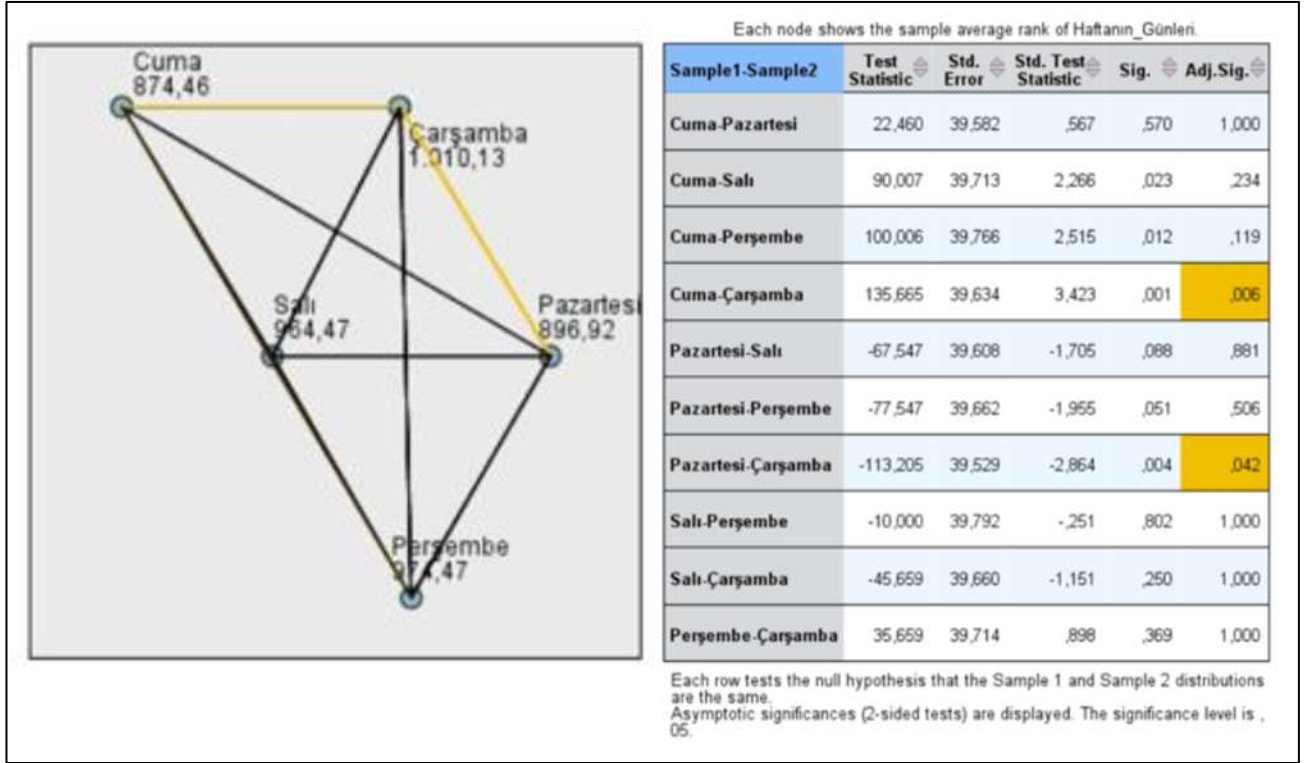 Each node shows the sample average rank of Haftanın_Günleri.
Cuma
874,46
Çarşamba
1.010,13
Salı
964,47
Pazartesi
896,92
Perşembe
974,47
Sample1-Sample2 Test Statistic Std. Error Std. Test Statistic Sig. Adj.Sig.
Cuma-Pazartesi 22,460 39,582 ,567 ,570 1,000
Cuma-Salı 90,007 39,713 2,266 ,023 ,234
Cuma-Perşembe 100,006 39,766 2,515 ,012 ,119
Cuma-Çarşamba 135,665 39,634 3,423 ,001 ,006
Pazartesi-Salı -67,547 39,608 -1,705 ,088 ,881
Pazartesi-Perşembe -77,547 39,662 -1,955 ,051 ,506
Pazartesi-Çarşamba -113,205 39,529 -2,864 ,004 ,042
Salı-Perşembe -10,000 39,792 -,251 ,802 1,000
Salı-Çarşamba -45,659 39,660 -1,151 ,250 1,000
Perşembe-Çarşamba 35,659 39,714 ,898 ,369 1,000
Each row tests the null hypothesis that the Sample 1 and Sample 2 distributions
are the same.
Asymptotic significances (2-sided tests) are displayed. The significance level is ,
05.